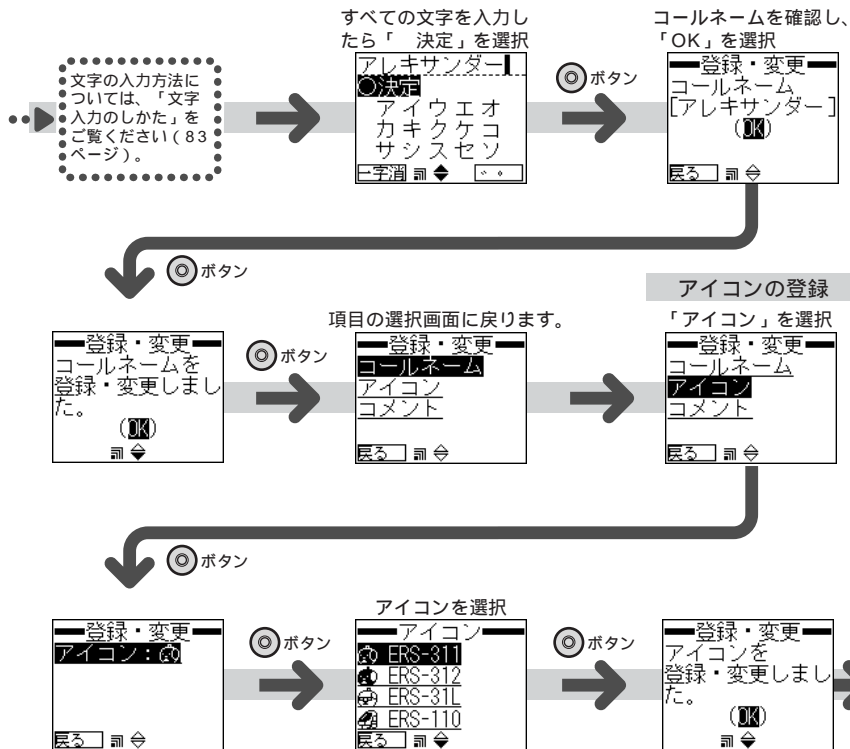 文字の入力方法に
ついては、「文字
入力のしかた」を
ご覧ください(83
ページ)。
すべての文字を入力し
たら「 決定」を選択
アレキサンダー
◎決定
アイウエオ
カキクケコ
サシスセソ
一字消
ボタン
コールネームを確認し、
「OK」を選択
登録・変更
コールネーム
[アレキサンダー]
(OK)
戻る
ボタン
登録・変更
コールネームを
登録・変更しまし
た。
(OK)
ボタン
項目の選択画面に戻ります。
登録・変更
コールネーム
アイコン
コメント
戻る
アイコンの登録
「アイコン」を選択
登録・変更
コールネーム
アイコン
コメント
戻る
ボタン
登録・変更
アイコン:
戻る
ボタン
アイコンを選択
アイコン
ERS-311
ERS-312
ERS-31L
ERS-110
戻る
ボタン
登録・変更
アイコンを
登録・変更しまし
た。
(OK)